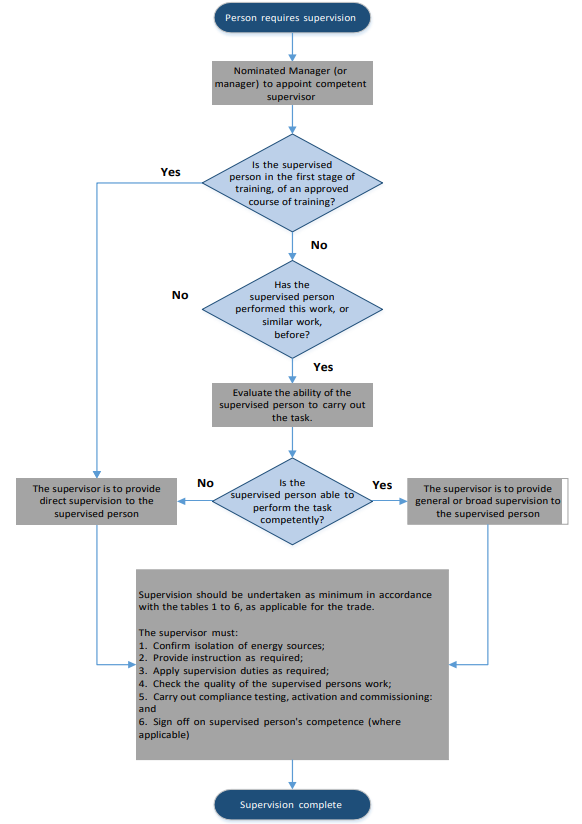 Person requires supervision
Nominated Manager (or
manager) to appoint competent
supervisor
Is the supervised
person in the first stage of
training, of an approved
course of training?
Yes
No
Has the
supervised person
performed this work, or
similar work,
before?
No
Yes
Evaluate the ability of the
supervised person to carry out
the task.
Is the
supervised person able to
perform the task
competently?
No
Yes
The supervisor is to provide
direct supervision to the
supervised person
The supervisor is to provide
general or broad supervision to
the supervised person
Supervision should be undertaken as minimum in accordance
with the tables 1 to 6, as applicable for the trade.
The supervisor must:
1. Confirm isolation of energy sources;
2. Provide instruction as required;
3. Apply supervision duties as required;
4. Check the quality of the supervised persons work;
5. Carry out compliance testing, activation and commissioning:
and
6. Sign off on supervised person's competence (where
applicable)
Supervision complete